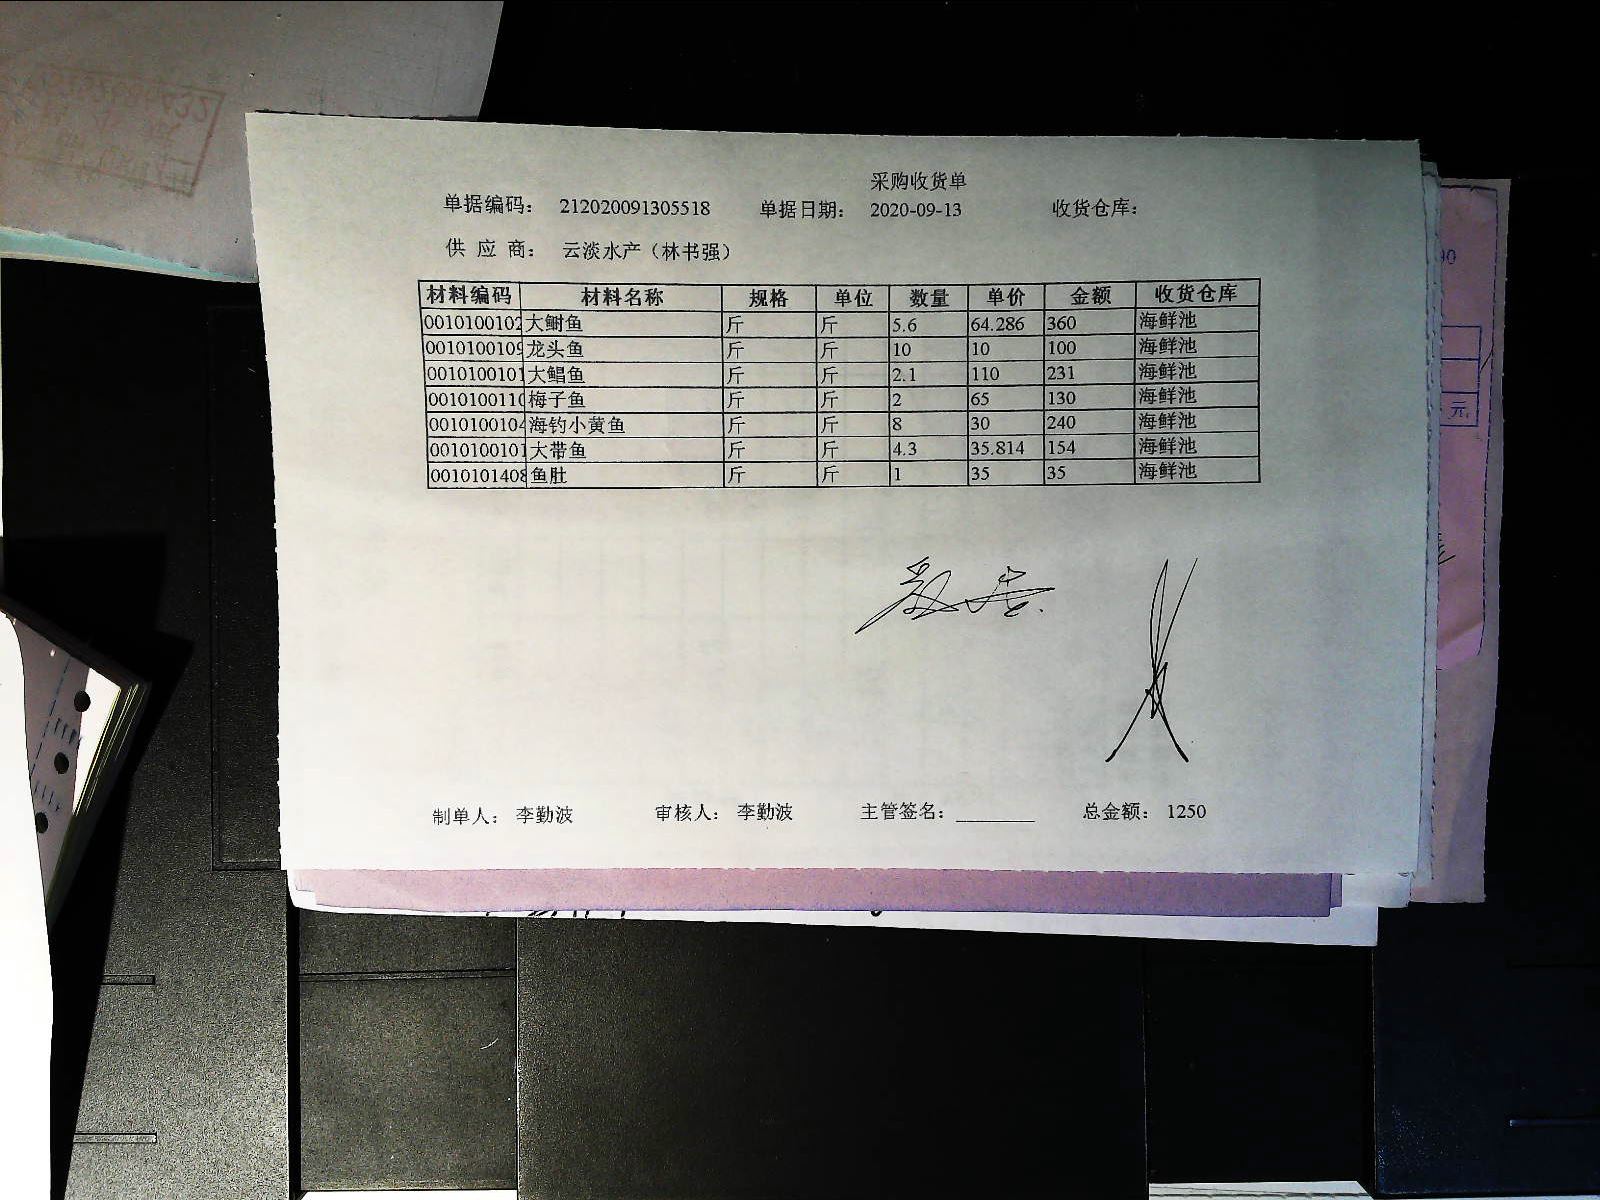 采购收货单
单据编码： 212020091305518 单据日期： 2020-09-13 收货仓库：
供 应 商： 云淡水产（林书强）
材料编码 材料名称 规格 单位 数量 单价 金额 收货仓库
0010100102 大鲥鱼 斤 斤 5.6 64.286 360 海鲜池
0010100109 龙头鱼 斤 斤 10 10 100 海鲜池
0010100101 大鲳鱼 斤 斤 2.1 110 231 海鲜池
0010100110 梅子鱼 斤 斤 2 65 130 海鲜池
0010100104 海钓小黄鱼 斤 斤 8 30 240 海鲜池
0010100101 大带鱼 斤 斤 4.3 35.814 154 海鲜池
0010101408 鱼肚 斤 斤 1 35 35 海鲜池
制单人： 李勤波 审核人： 李勤波 主管签名： 总金额： 1250
元